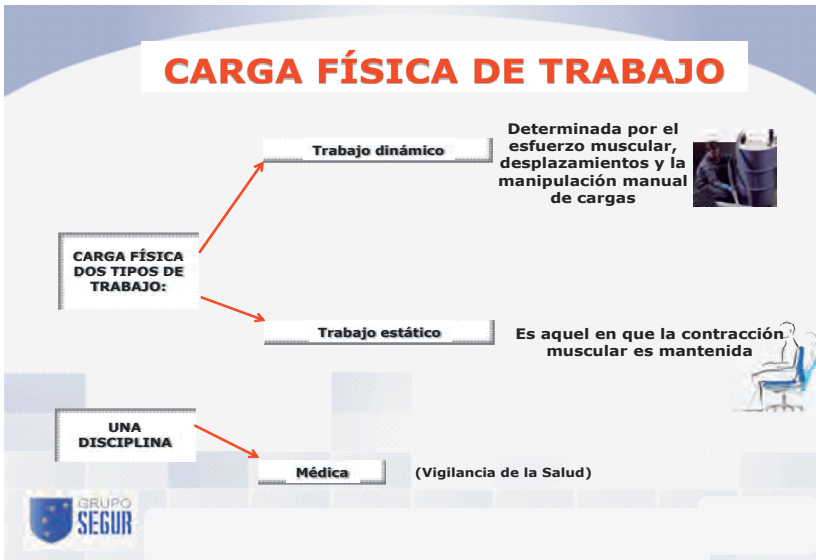 CARGA FÍSICA DE TRABAJO
Trabajo dinámico
Determinada por el
esfuerzo muscular,
desplazamientos y la
manipulación manual
de cargas
CARGA FÍSICA
DOS TIPOS DE
TRABAJO:
Trabajo estático
Es aquel en que la contracción
muscular es mantenida
UNA
DISCIPLINA
Médica
(Vigilancia de la Salud)
GRUPO
SEGUR